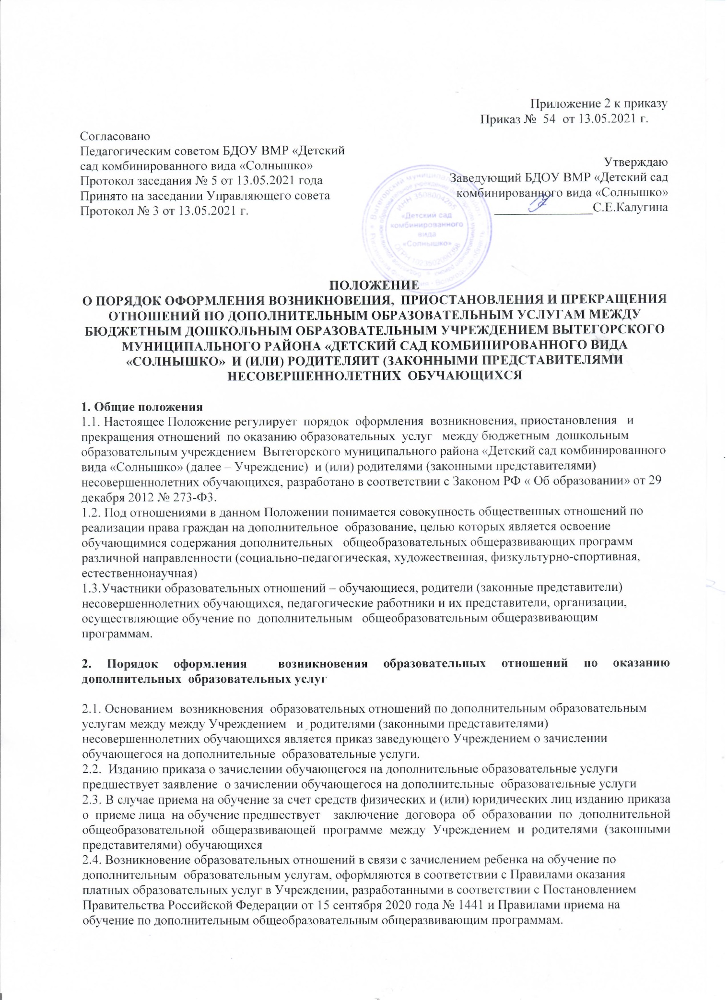 Приложение 2 к приказу
Приказ № 54 от 13.05.2021 г.
Согласовано
Педагогическим советом БДОУ ВМР «Детский
сад комбинированного вида «Солнышко»
Протокол заседания № 5 от 13.05.2021 года
Принято на заседании Управляющего совета
Протокол № 3 от 13.05.2021 г.
Утверждаю
Заведующий БДОУ ВМР «Детский сад
комбинированного вида «Солнышко»
_______________С.Е.Калугина
ИНН 3508004265
«Детский сад
комбинированного
вида
«Солнышко»
ОГРН 1023502090358
ПОЛОЖЕНИЕ
О ПОРЯДОК ОФОРМЛЕНИЯ ВОЗНИКНОВЕНИЯ, ПРИОСТАНОВЛЕНИЯ И ПРЕКРАЩЕНИЯ
ОТНОШЕНИЙ ПО ДОПОЛНИТЕЛЬНЫМ ОБРАЗОВАТЕЛЬНЫМ УСЛУГАМ МЕЖДУ
БЮДЖЕТНЫМ ДОШКОЛЬНЫМ ОБРАЗОВАТЕЛЬНЫМ УЧРЕЖДЕНИЕМ ВЫТЕГОРСКОГО
МУНИЦИПАЛЬНОГО РАЙОНА «ДЕТСКИЙ САД КОМБИНИРОВАННОГО ВИДА
«СОЛНЫШКО» И (ИЛИ) РОДИТЕЛЯИТ (ЗАКОННЫМИ ПРЕДСТАВИТЕЛЯМИ
НЕСОВЕРШЕННОЛЕТНИХ ОБУЧАЮЩИХСЯ
1. Общие положения
1.1. Настоящее Положение регулирует порядок оформления возникновения, приостановления и
прекращения отношений по оказанию образовательных услуг между бюджетным дошкольным
образовательным учреждением Вытегорского муниципального района «Детский сад комбинированного
вида «Солнышко» (далее – Учреждение) и (или) родителями (законными представителями)
несовершеннолетних обучающихся, разработано в соответствии с Законом РФ « Об образовании» от 29
декабря 2012 № 273-ФЗ.
1.2. Под отношениями в данном Положении понимается совокупность общественных отношений по
реализации права граждан на дополнительное образование, целью которых является освоение
обучающимися содержания дополнительных общеобразовательных общеразвивающих программ
различной направленности (социально-педагогическая, художественная, физкультурно-спортивная,
естественнонаучная)
1.3.Участники образовательных отношений – обучающиеся, родители (законные представители)
несовершеннолетних обучающихся, педагогические работники и их представители, организации,
осуществляющие обучение по дополнительным общеобразовательным общеразвивающим
программам.
2. Порядок оформления возникновения образовательных отношений по оказанию
дополнительных образовательных услуг
2.1. Основанием возникновения образовательных отношений по дополнительным образовательным
услугам между между Учреждением и родителями (законными представителями)
несовершеннолетних обучающихся является приказ заведующего Учреждением о зачислении
обучающегося на дополнительные образовательные услуги.
2.2. Изданию приказа о зачислении обучающегося на дополнительные образовательные услуги
предшествует заявление о зачислении обучающегося на дополнительные образовательные услуги
2.3. В случае приема на обучение за счет средств физических и (или) юридических лиц изданию приказа
о приеме лица на обучение предшествует заключение договора об образовании по дополнительной
общеобразовательной общеразвивающей программе между Учреждением и родителями (законными
представителями) обучающихся
2.4. Возникновение образовательных отношений в связи с зачислением ребенка на обучение по
дополнительным образовательным услугам, оформляются в соответствии с Правилами оказания
платных образовательных услуг в Учреждении, разработанными в соответствии с Постановлением
Правительства Российской Федерации от 15 сентября 2020 года № 1441 и Правилами приема на
обучение по дополнительным общеобразовательным общеразвивающим программам.